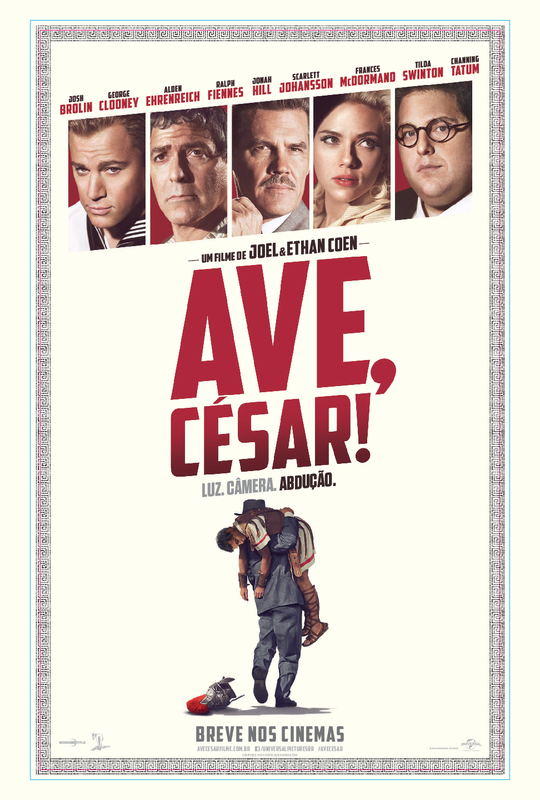 JOSH BROLIN
GEORGE CLOONEY
ALDEN EHRENREICH
RALPH FIENNES
JONAH HILL
SCARLETT JOHANSSON
FRANCES McDORMAND
TILDA SWINTON
CHANNING TATUM
UM FILME DE JOEL & ETHAN COEN
AVE,
CÉSAR!
LUZ. CÂMERA. ABDUÇÃO.
BREVE NOS CINEMAS
AVECESARFILME.COM.BR /UNIVERSALPICTURESBR #AVECESAR